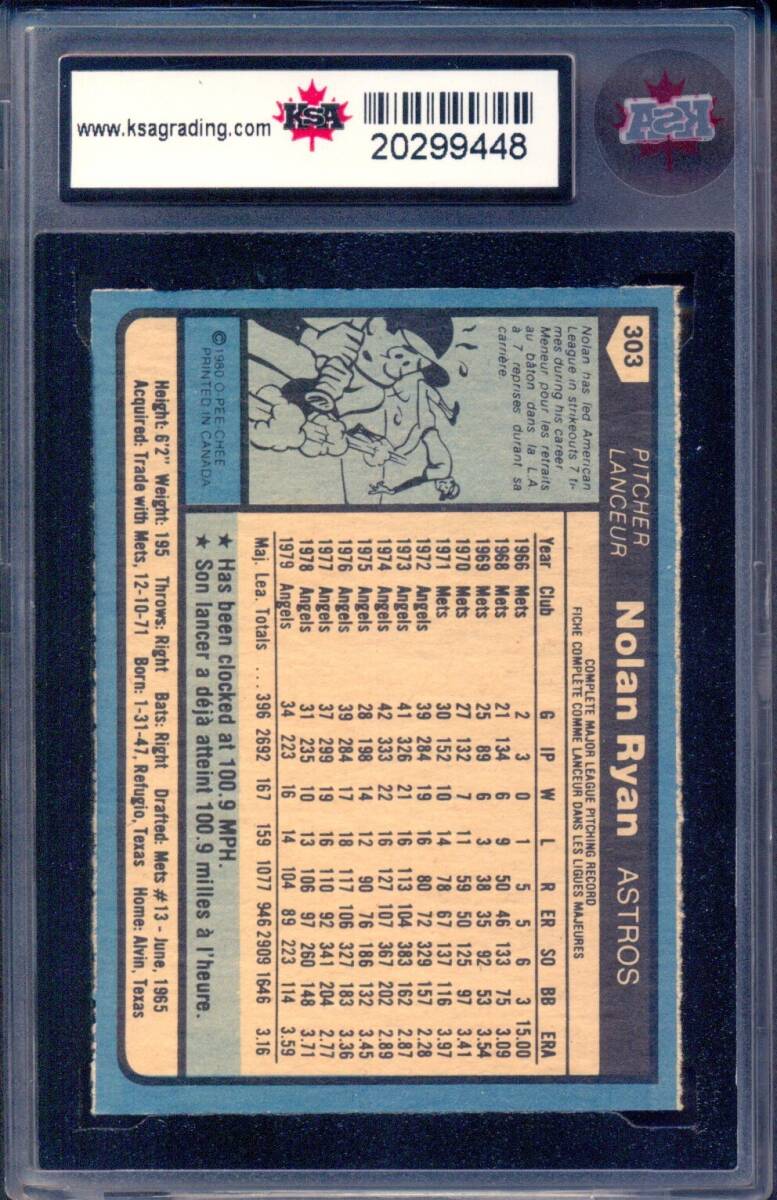 www.ksagrading.com
KSA
20299448
KSA
303
PITCHER
LANCEUR
Nolan Ryan ASTROS
Nolan has led American
League in strikeouts 7 ti-
mes during his career.
Meneur pour les retraits
au bâton dans la L.A.
à 7 reprises durant sa
carrière.
© 1980 O-PEE-CHEE
PRINTED IN CANADA
COMPLETE MAJOR LEAGUE PITCHING RECORD
FICHE COMPLÈTE COMME LANCEUR DANS LES LIGUES MAJEURES
Year Club G IP W L R ER SO BB ERA
1966 Mets 2 3 0 1 5 5 6 3 15.00
1968 Mets 21 134 6 9 50 46 133 75 3.09
1969 Mets 25 89 6 3 38 35 92 53 3.54
1970 Mets 27 132 7 11 59 50 125 97 3.41
1971 Mets 30 152 10 14 78 67 137 116 3.97
1972 Angels 39 284 19 16 80 72 329 157 2.28
1973 Angels 41 326 21 16 113 104 383 162 2.87
1974 Angels 42 333 22 16 127 107 367 202 2.89
1975 Angels 28 198 14 12 90 76 186 132 3.45
1976 Angels 39 284 17 18 117 106 327 183 3.36
1977 Angels 37 299 19 16 110 92 341 204 2.77
1978 Angels 31 235 10 13 106 97 260 148 3.71
1979 Angels 34 223 16 14 104 89 223 114 3.59
Maj. Lea. Totals ... 396 2692 167 159 1077 946 2909 1646 3.16
★ Has been clocked at 100.9 MPH.
★ Son lancer a déjà atteint 100.9 milles à l'heure.
Height: 6'2" Weight: 195 Throws: Right Bats: Right Drafted: Mets #13 - June, 1965
Acquired: Trade with Mets, 12-10-71 Born: 1-31-47, Refugio, Texas Home: Alvin, Texas